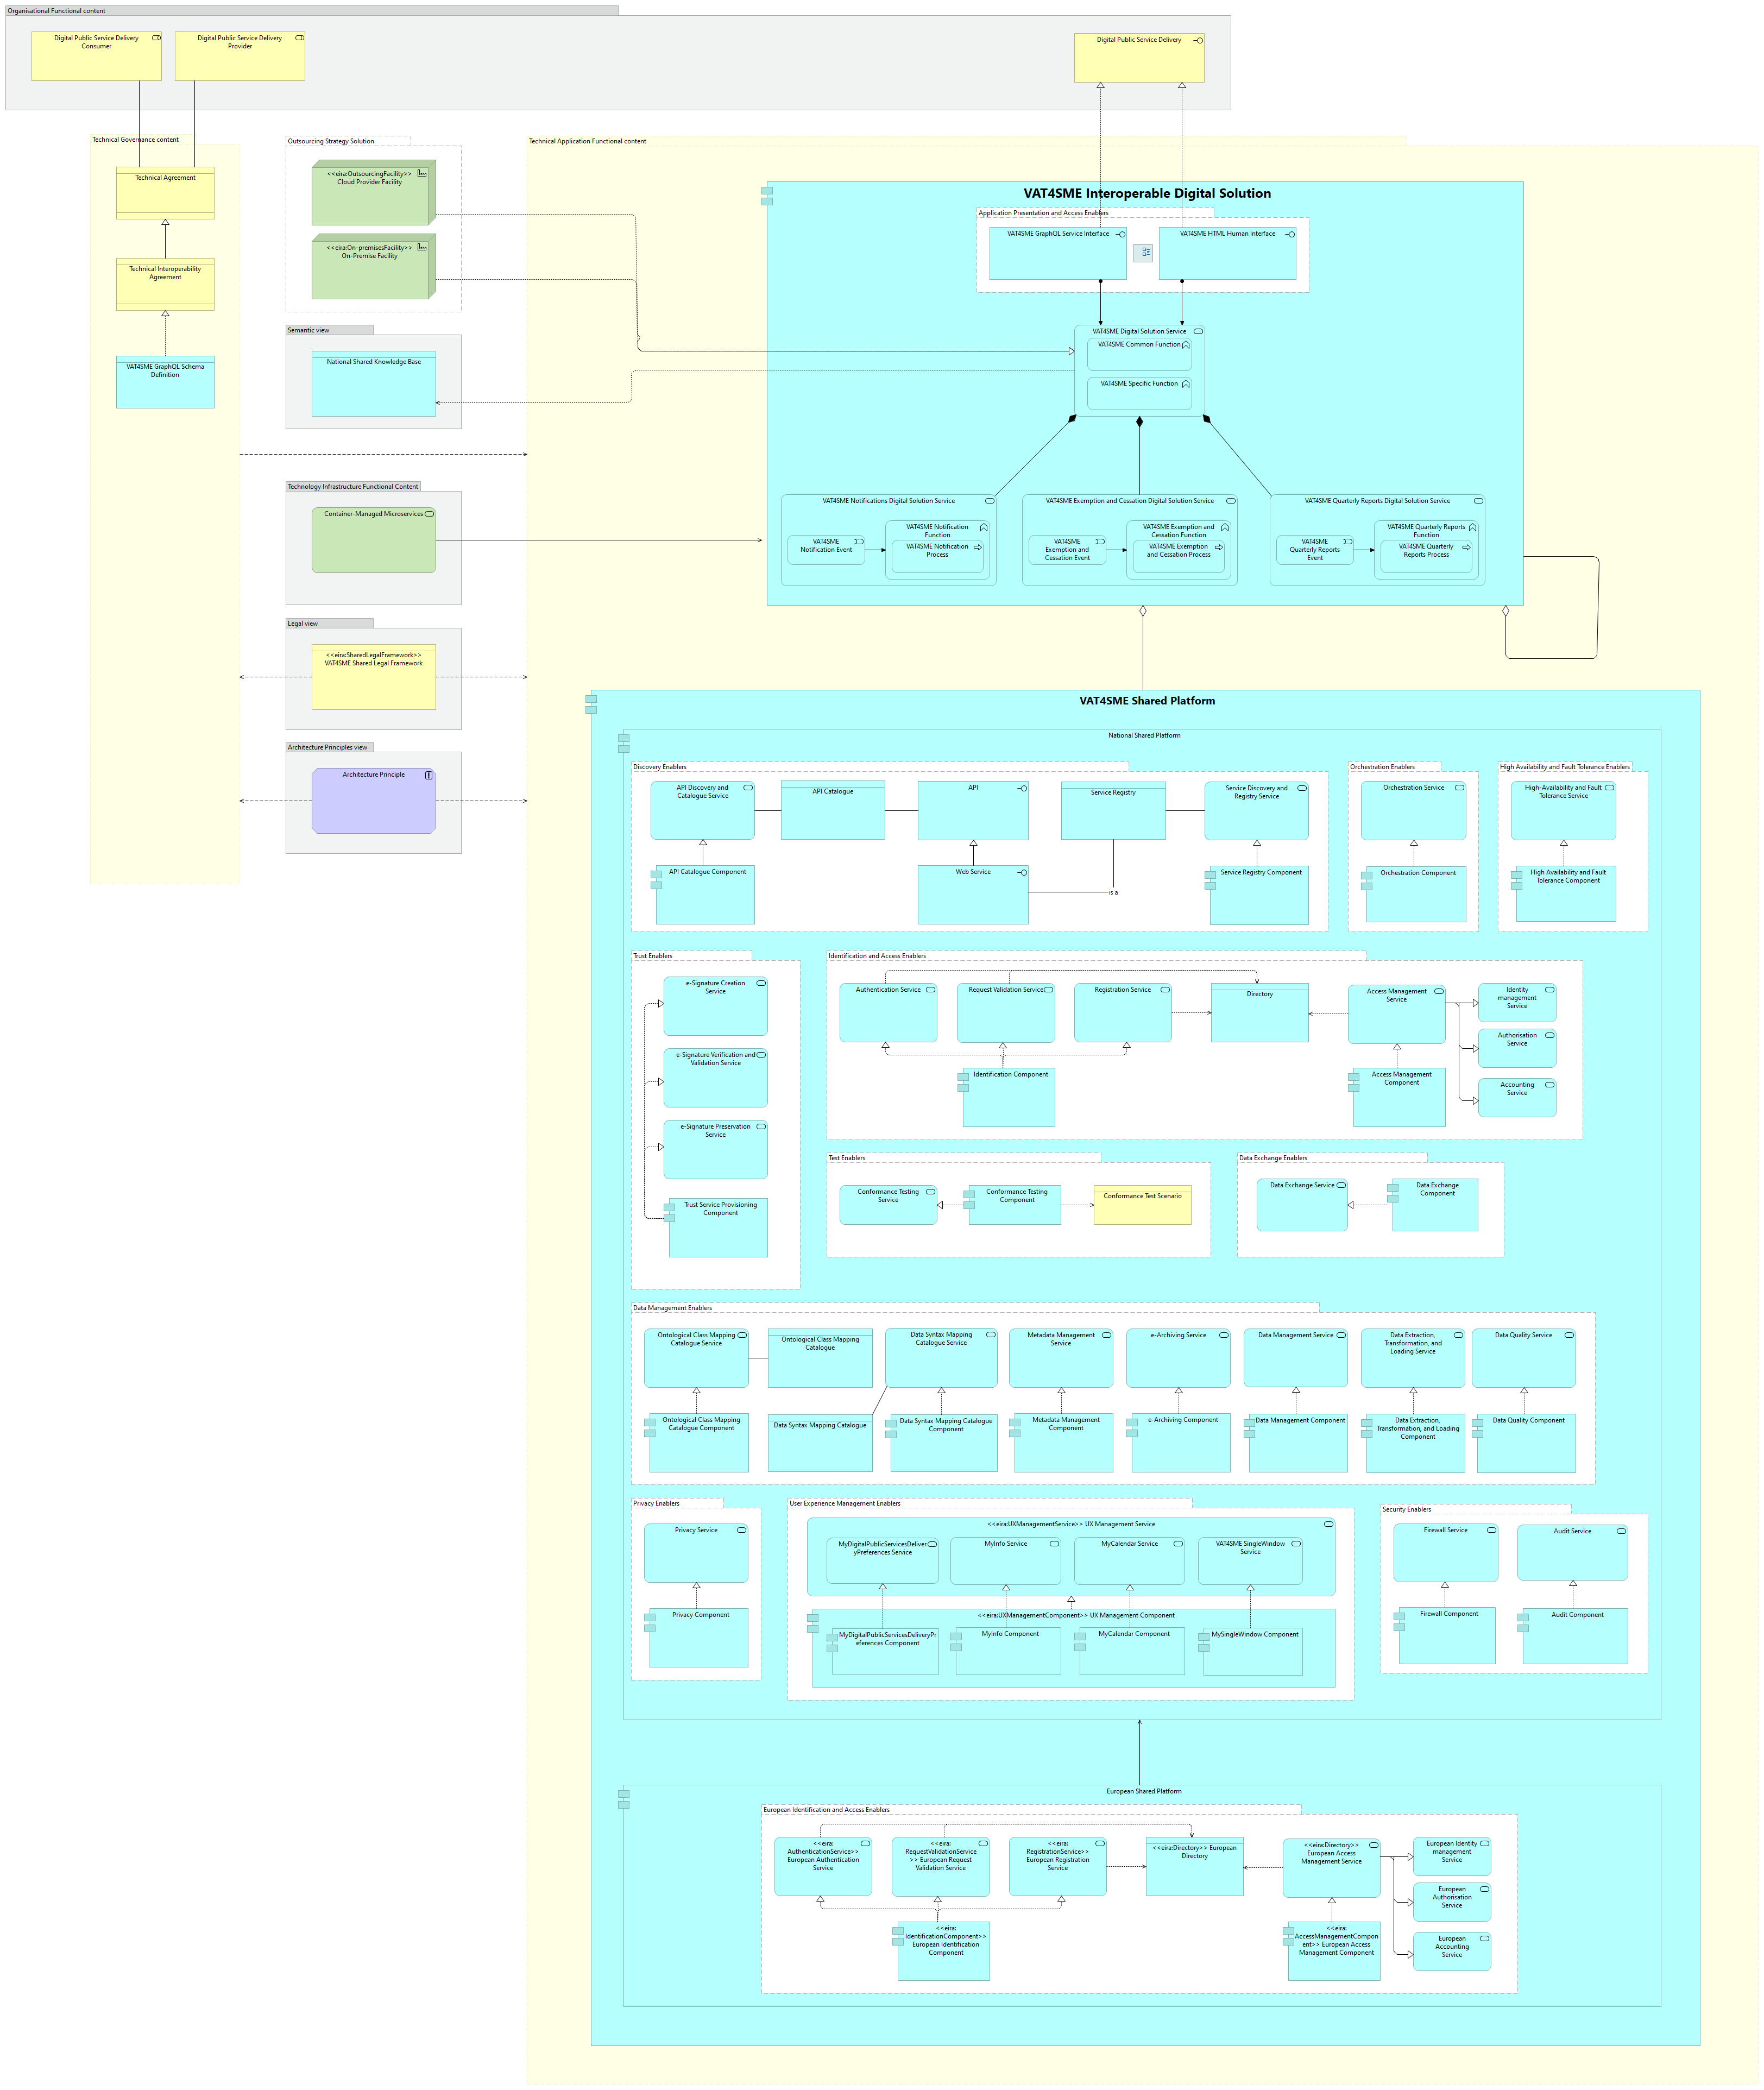 Organisational Functional content
Digital Public Service Delivery
Consumer
Digital Public Service Delivery
Provider
Digital Public Service Delivery
Technical Governance content
Technical Agreement
Technical Interoperability
Agreement
VAT4SME GraphQL Schema
Definition
Outsourcing Strategy Solution
<<eira:OutsourcingFacility>>
Cloud Provider Facility
<<eira:On-premisesFacility>>
On-Premise Facility
Semantic view
National Shared Knowledge Base
Technology Infrastructure Functional Content
Container-Managed Microservices
Legal view
<<eira:SharedLegalFramework>>
VAT4SME Shared Legal Framework
Architecture Principles view
Architecture Principle
Technical Application Functional content
VAT4SME Interoperable Digital Solution
Application Presentation and Access Enablers
VAT4SME GraphQL Service Interface
VAT4SME HTML Human Interface
VAT4SME Digital Solution Service
VAT4SME Common Function
VAT4SME Specific Function
VAT4SME Notifications Digital Solution Service
VAT4SME
Notification Event
VAT4SME Notification
Function
VAT4SME Notification
Process
VAT4SME Exemption and Cessation Digital Solution Service
VAT4SME
Exemption and
Cessation Event
VAT4SME Exemption and
Cessation Function
VAT4SME Exemption
and Cessation Process
VAT4SME Quarterly Reports Digital Solution Service
VAT4SME
Quarterly Reports
Event
VAT4SME Quarterly Reports
Function
VAT4SME Quarterly
Reports Process
VAT4SME Shared Platform
National Shared Platform
Discovery Enablers
API Discovery and
Catalogue Service
API Catalogue
API
Service Registry
Service Discovery and
Registry Service
API Catalogue Component
Web Service
is a
Service Registry Component
Orchestration Enablers
Orchestration Service
Orchestration Component
High Availability and Fault Tolerance Enablers
High-Availability and Fault
Tolerance Service
High Availability and Fault
Tolerance Component
Trust Enablers
e-Signature Creation
Service
e-Signature Verification and
Validation Service
e-Signature Preservation
Service
Trust Service Provisioning
Component
Identification and Access Enablers
Authentication Service
Request Validation Service
Registration Service
Directory
Access Management
Service
Identity
management
Service
Authorisation
Service
Accounting
Service
Identification Component
Access Management
Component
Test Enablers
Conformance Testing
Service
Conformance Testing
Component
Conformance Test Scenario
Data Exchange Enablers
Data Exchange Service
Data Exchange
Component
Data Management Enablers
Ontological Class Mapping
Catalogue Service
Ontological Class Mapping
Catalogue
Data Syntax Mapping
Catalogue Service
Metadata Management
Service
e-Archiving Service
Data Management Service
Data Extraction,
Transformation, and
Loading Service
Data Quality Service
Ontological Class Mapping
Catalogue Component
Data Syntax Mapping Catalogue
Data Syntax Mapping Catalogue
Component
Metadata Management
Component
e-Archiving Component
Data Management Component
Data Extraction,
Transformation, and Loading
Component
Data Quality Component
Privacy Enablers
Privacy Service
Privacy Component
User Experience Management Enablers
<<eira:UXManagementService>> UX Management Service
MyDigitalPublicServicesDeliver
yPreferences Service
MyInfo Service
MyCalendar Service
VAT4SME SingleWindow
Service
<<eira:UXManagementComponent>> UX Management Component
MyDigitalPublicServicesDeliveryPr
eferences Component
MyInfo Component
MyCalendar Component
MySingleWindow Component
Security Enablers
Firewall Service
Audit Service
Firewall Component
Audit Component
European Shared Platform
European Identification and Access Enablers
<<eira:
AuthenticationService>>
European Authentication
Service
<<eira:
RequestValidationService
>> European Request
Validation Service
<<eira:
RegistrationService>>
European Registration
Service
<<eira:Directory>> European
Directory
<<eira:Directory>>
European Access
Management Service
European Identity
management
Service
European
Authorisation
Service
European
Accounting
Service
<<eira:
IdentificationComponent>>
European Identification
Component
<<eira:
AccessManagementCompon
ent>> European Access
Management Component